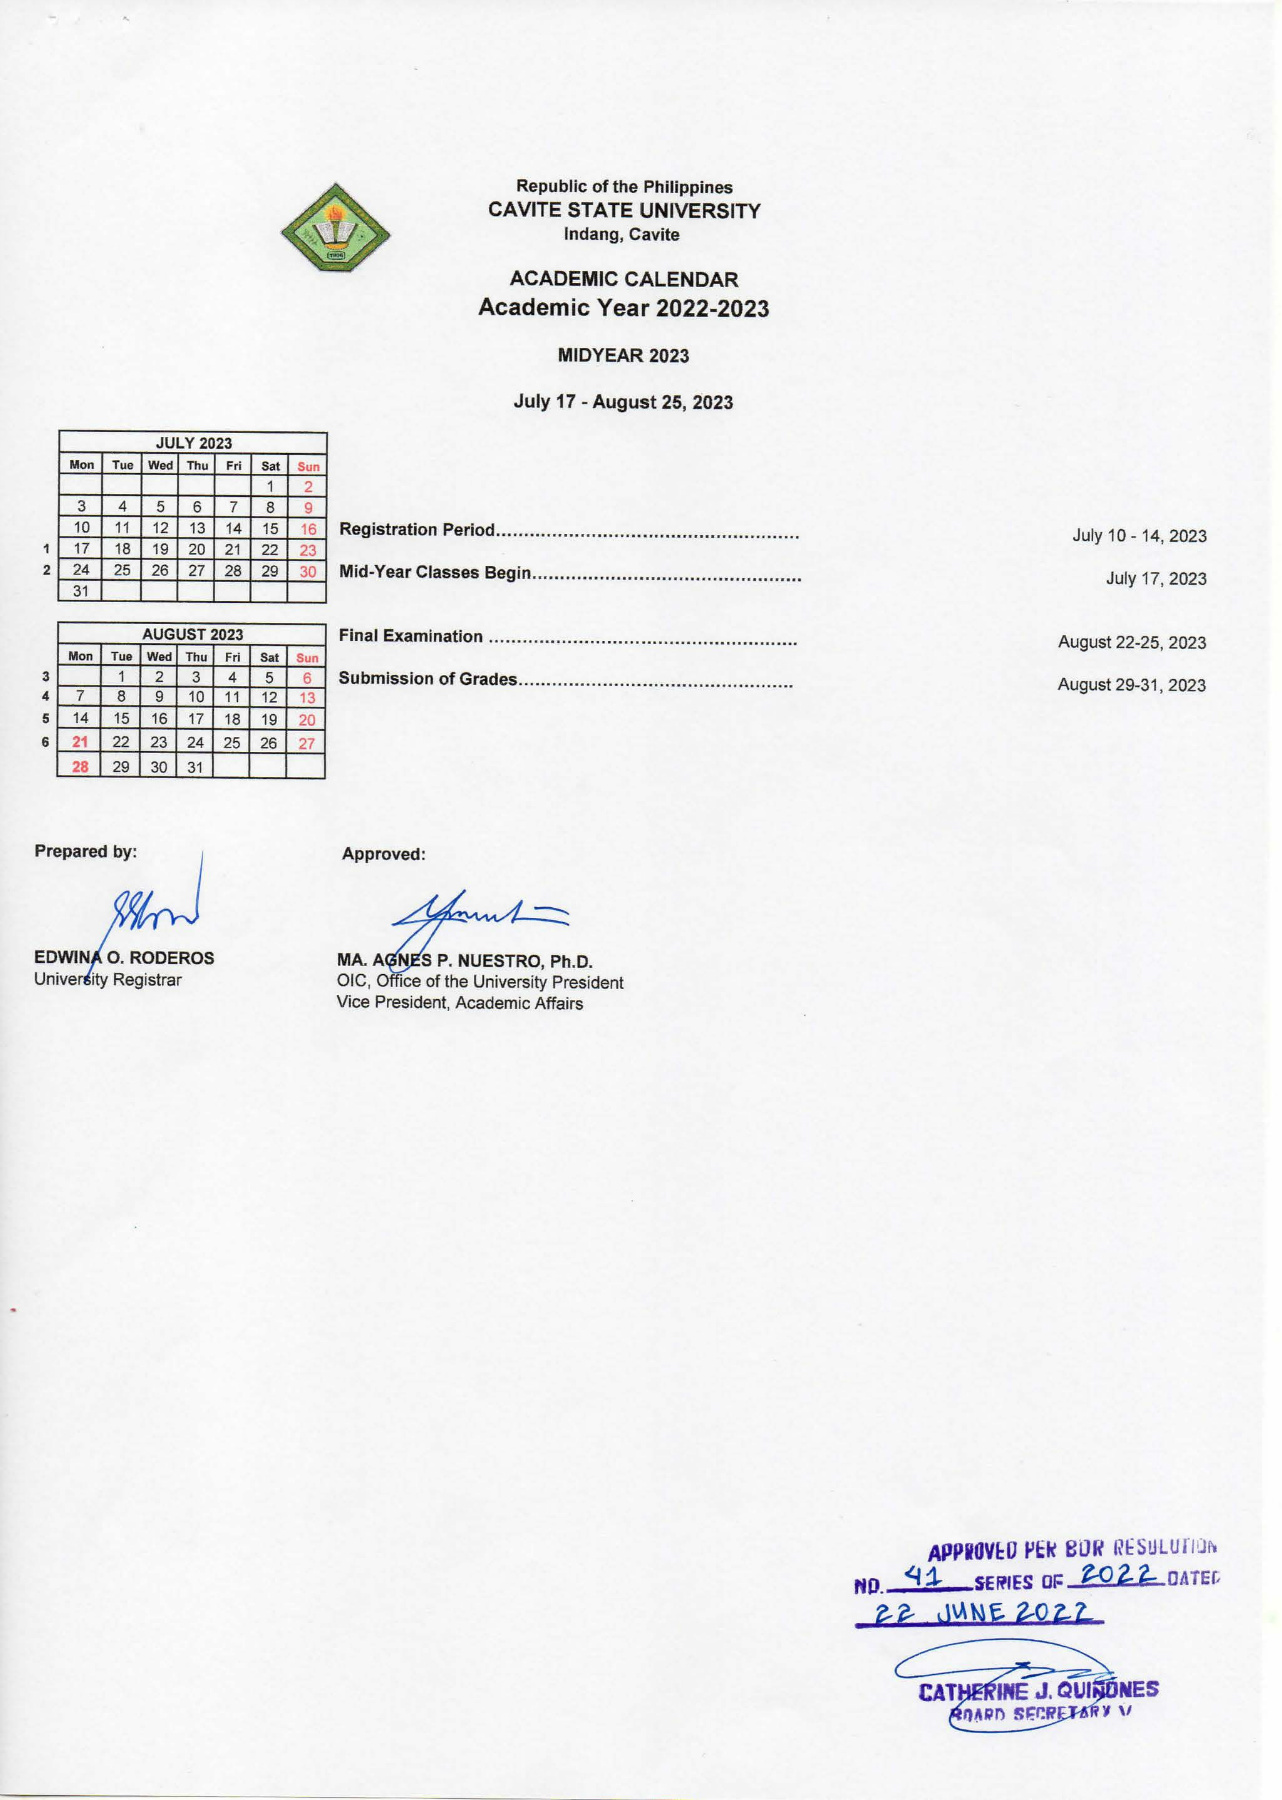 Republic of the Philippines
CAVITE STATE UNIVERSITY
Indang, Cavite
ACADEMIC CALENDAR
Academic Year 2022-2023
MIDYEAR 2023
July 17 - August 25, 2023
JULY 2023
Mon Tue Wed Thu Fri Sat Sun
1 2
3 4 5 6 7 8 9
10 11 12 13 14 15 16
1 17 18 19 20 21 22 23
2 24 25 26 27 28 29 30
31
Registration Period...................................................... July 10 - 14, 2023
Mid-Year Classes Begin................................................ July 17, 2023
AUGUST 2023
Mon Tue Wed Thu Fri Sat Sun
3 1 2 3 4 5 6
4 7 8 9 10 11 12 13
5 14 15 16 17 18 19 20
6 21 22 23 24 25 26 27
28 29 30 31
Final Examination ....................................................... August 22-25, 2023
Submission of Grades................................................. August 29-31, 2023
Prepared by:
EDWINA O. RODEROS
University Registrar
Approved:
MA. AGNES P. NUESTRO, Ph.D.
OIC, Office of the University President
Vice President, Academic Affairs
APPROVED PER BOR RESOLUTION
NO. 41 SERIES OF 2022 DATED
22 JUNE 2022
CATHERINE J. QUIÑONES
BOARD SECRETARY V